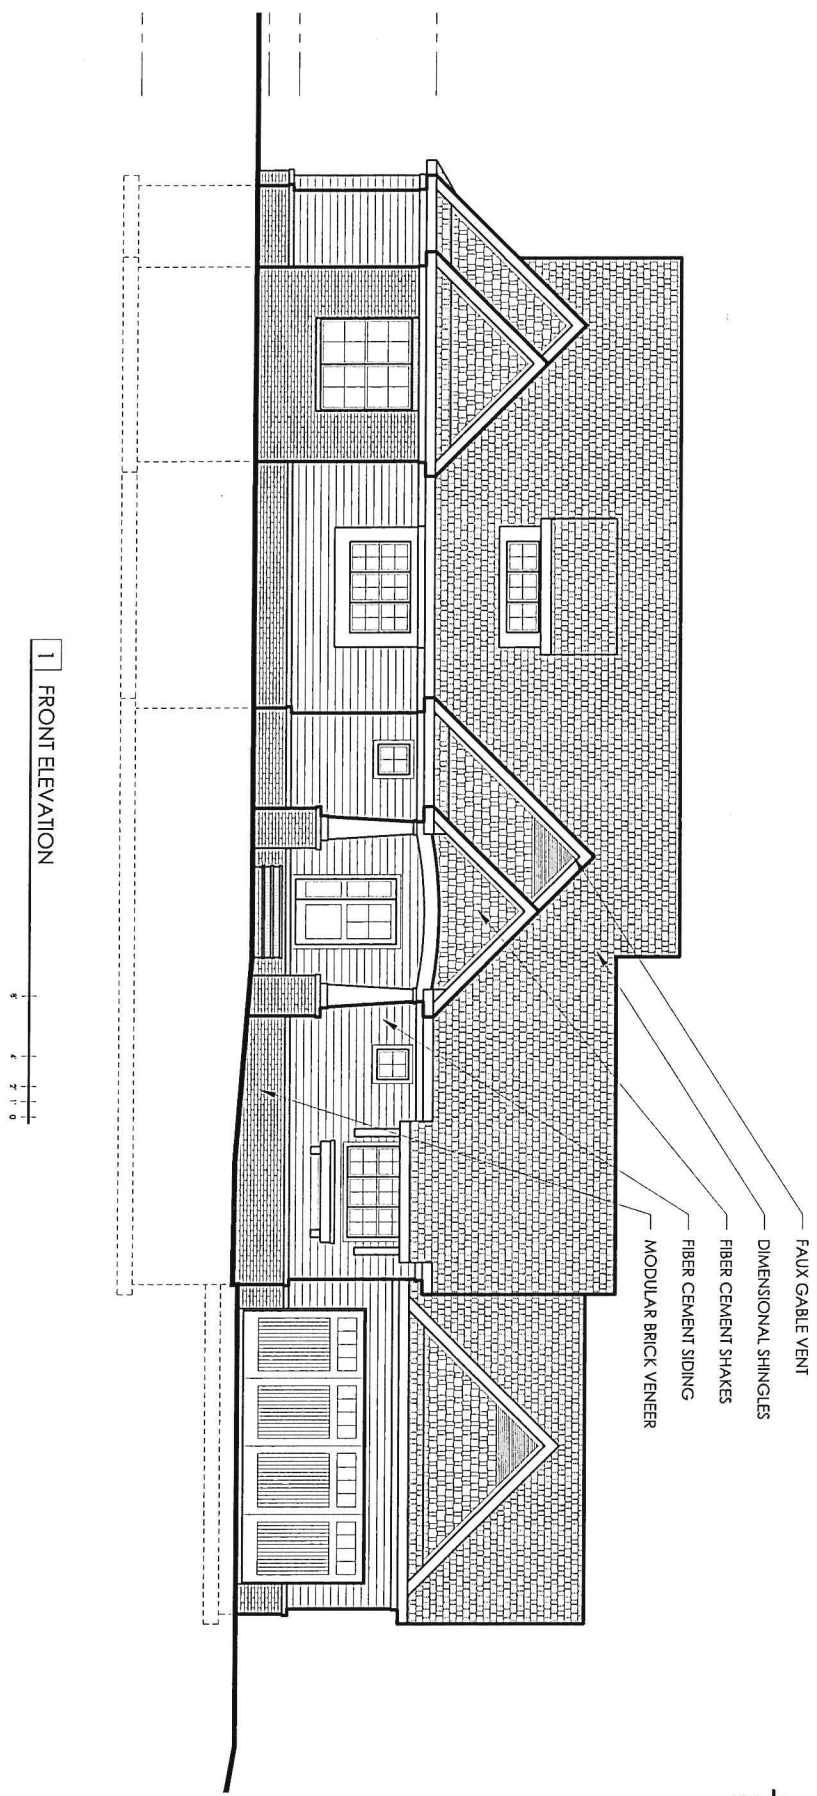 FAUX GABLE VENT
DIMENSIONAL SHINGLES
FIBER CEMENT SHAKES
FIBER CEMENT SIDING
MODULAR BRICK VENEER
1 FRONT ELEVATION
8' 4' 2' 1' 0